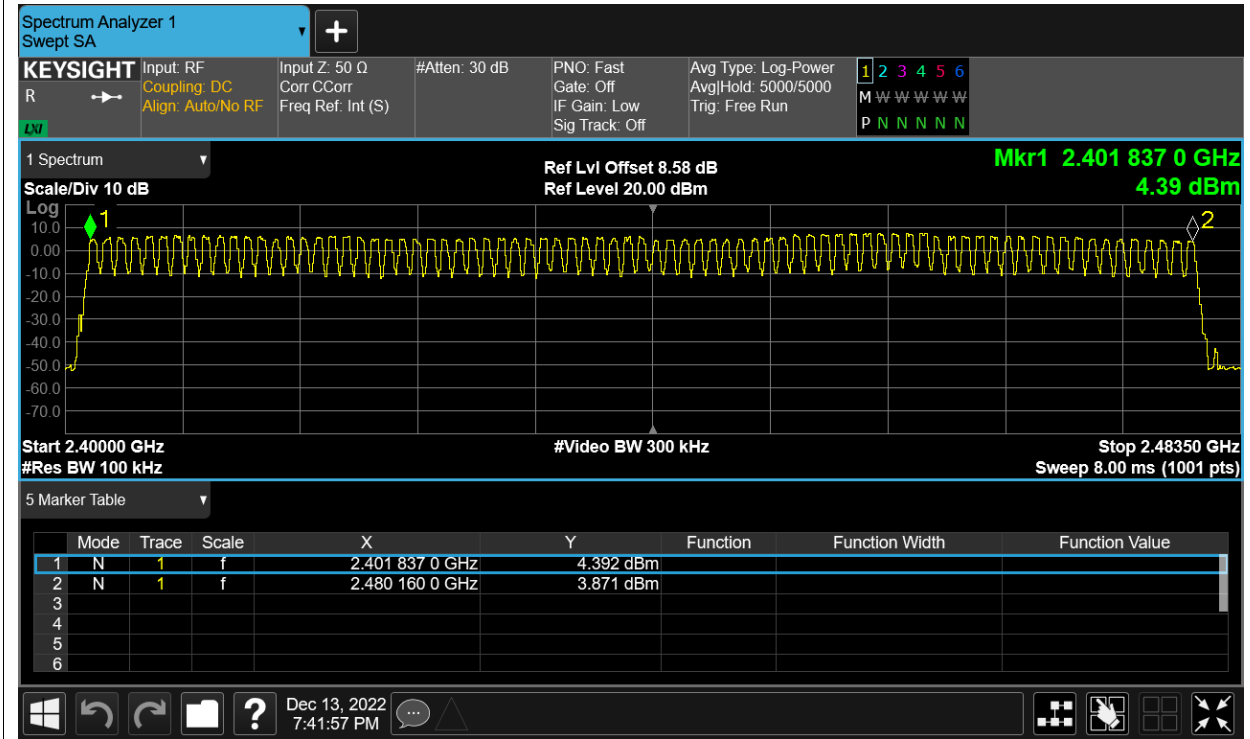 Spectrum Analyzer 1
Swept SA
KEYSIGHT Input: RF Input Z: 50 Ω #Atten: 30 dB PNO: Fast Avg Type: Log-Power 1 2 3 4 5 6
R Coupling: DC Corr CCorr Gate: Off Avg|Hold: 5000/5000 M W W W W W W
Align: Auto/No RF Freq Ref: Int (S) IF Gain: Low Trig: Free Run
LXI Sig Track: Off P N N N N N N
1 Spectrum Ref Lvl Offset 8.58 dB Mkr1 2.401 837 0 GHz
Scale/Div 10 dB Ref Level 20.00 dBm 4.39 dBm
Log
1 2
10.0
0.00
-10.0
-20.0
-30.0
-40.0
-50.0
-60.0
-70.0
Start 2.40000 GHz #Video BW 300 kHz Stop 2.48350 GHz
#Res BW 100 kHz Sweep 8.00 ms (1001 pts)
5 Marker Table
Mode Trace Scale X Y Function Function Width Function Value
1 N 1 f 2.401 837 0 GHz 4.392 dBm
2 N 1 f 2.480 160 0 GHz 3.871 dBm
3
4
5
6
? Dec 13, 2022
7:41:57 PM